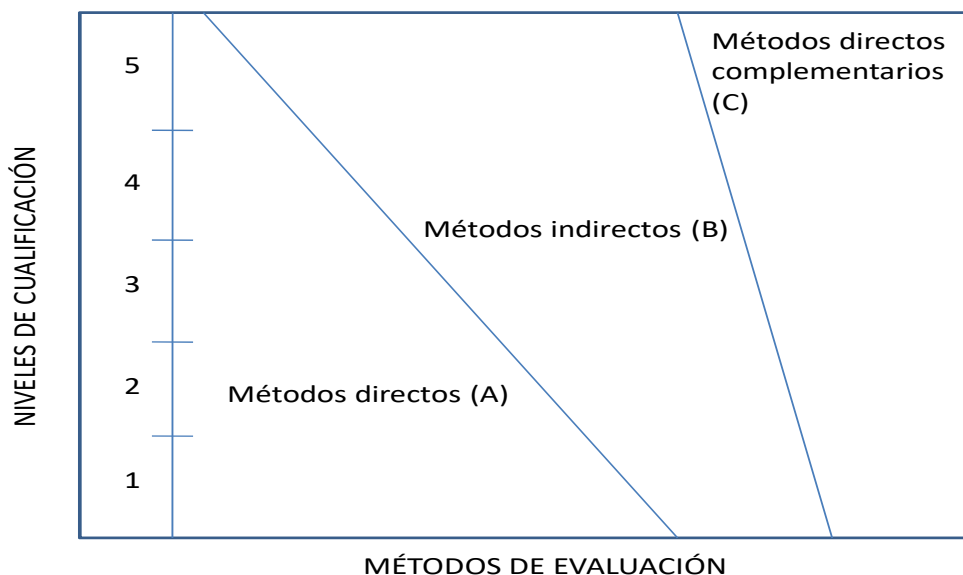 NIVELES DE CUALIFICACIÓN
5
4
3
2
1
Métodos directos
complementarios
(C)
Métodos indirectos (B)
Métodos directos (A)
MÉTODOS DE EVALUACIÓN